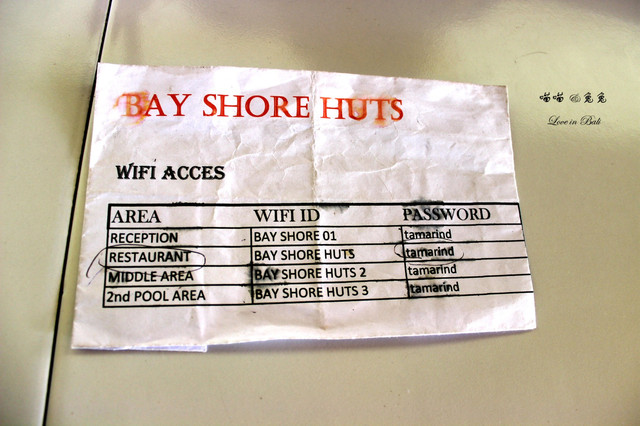 BAY SHORE HUTS
喵喵 & 兔兔
Love in Bali
WIFI ACCES
AREA WIFI ID PASSWORD
RECEPTION BAY SHORE 01 tamarind
RESTAURANT BAY SHORE HUTS tamarind
MIDDLE AREA BAY SHORE HUTS 2 tamarind
2nd POOL AREA BAY SHORE HUTS 3 tamarind